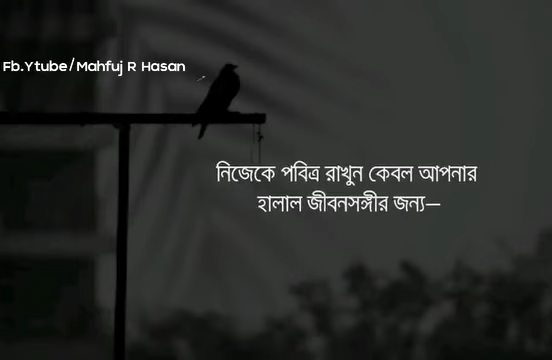 Fb.Ytube/Mahfuj R Hasan
নিজেকে পবিত্র রাখুন কেবল আপনার
হালাল জীবনসঙ্গীর জন্য—